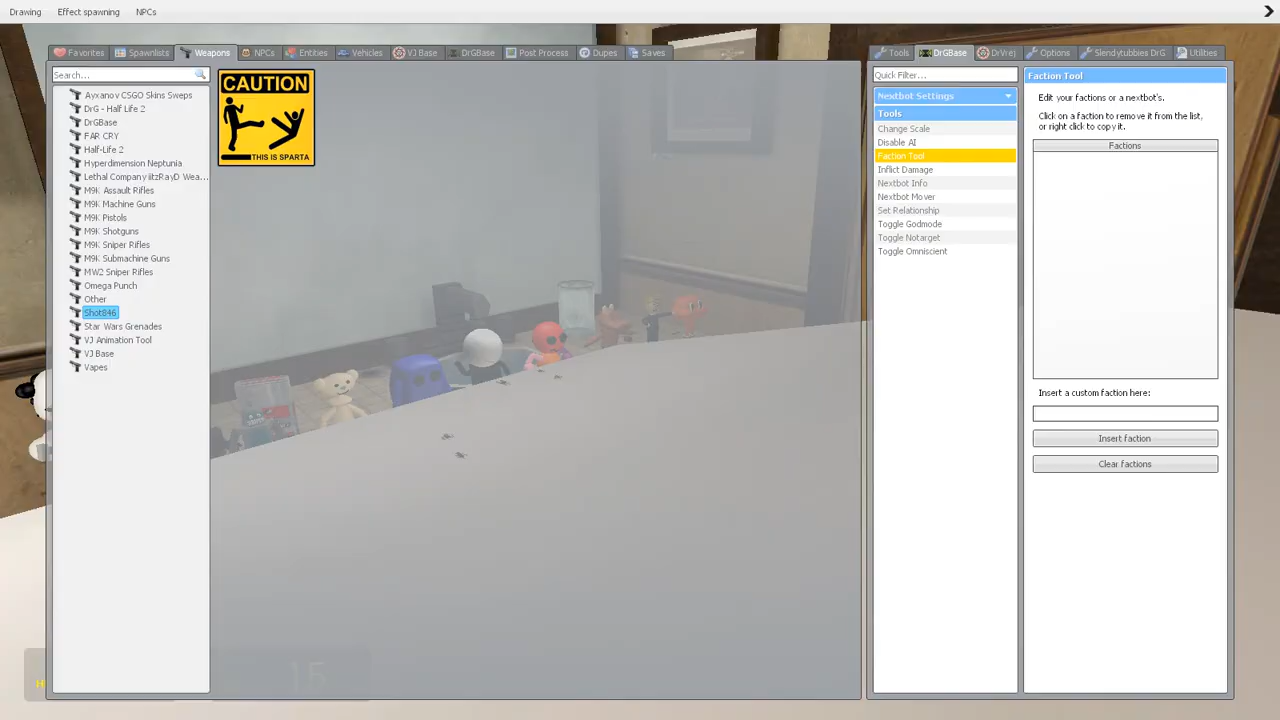 Drawing
Effect spawning
NPCs
Favorites
Spawnlists
Weapons
NPCs
Entities
Vehicles
VJ Base
DrGBase
Post Process
Dupes
Saves
Search...
Ayxanov CSGO Skins Sweps
DrG - Half Life 2
DrGBase
FAR CRY
Half-Life 2
Hyperdimension Neptunia
Lethal Company iitzRayD Wea...
M9K Assault Rifles
M9K Machine Guns
M9K Pistols
M9K Shotguns
M9K Sniper Rifles
M9K Submachine Guns
MW2 Sniper Rifles
Omega Punch
Other
Shot846
Star Wars Grenades
VJ Animation Tool
VJ Base
Vapes
CAUTION
THIS IS SPARTA
15
Tools
DrGBase
DrVrej
Options
Slendytubbies DrG
Utilities
Quick Filter...
Nextbot Settings
Tools
Change Scale
Disable AI
Faction Tool
Inflict Damage
Nextbot Info
Nextbot Mover
Set Relationship
Toggle Godmode
Toggle Notarget
Toggle Omniscient
Faction Tool
Edit your factions or a nextbot's.
Click on a faction to remove it from the list,
or right click to copy it.
Factions
Insert a custom faction here:
Insert faction
Clear factions